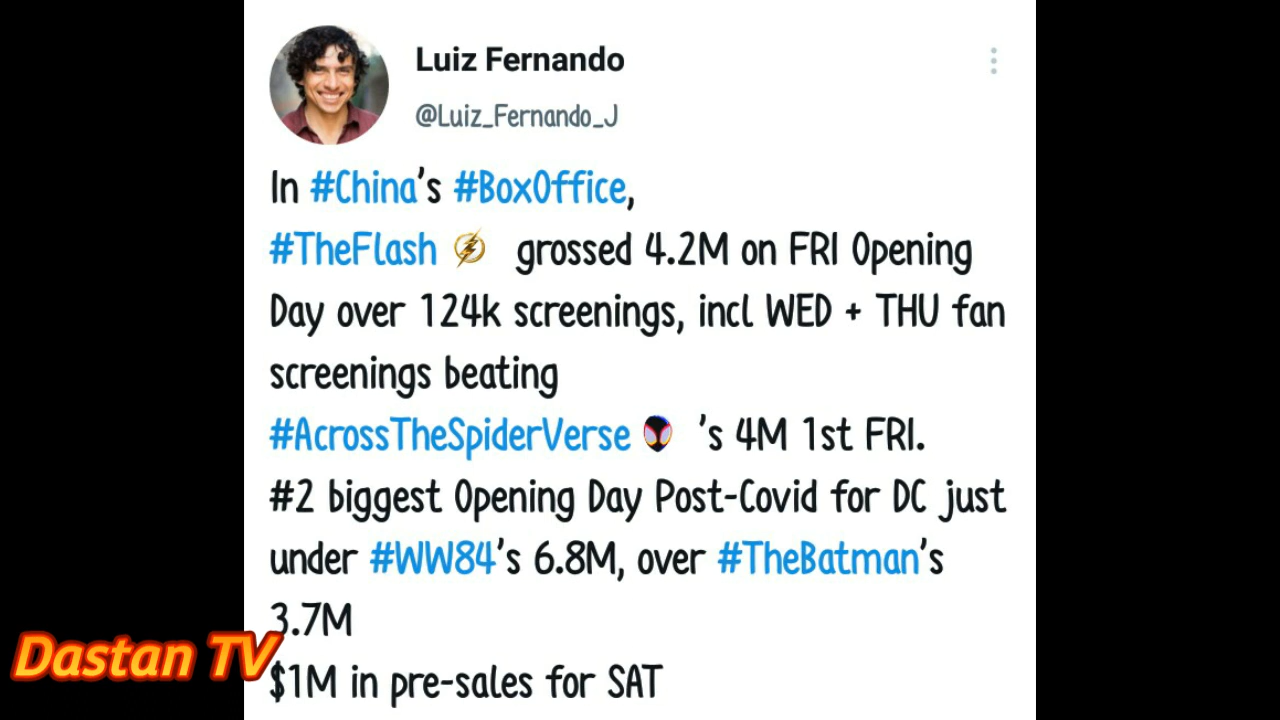 Luiz Fernando
@Luiz_Fernando_J
In #China's #BoxOffice,
#TheFlash grossed 4.2M on FRI Opening
Day over 124k screenings, incl WED + THU fan
screenings beating
#AcrossTheSpiderVerse 's 4M 1st FRI.
#2 biggest Opening Day Post-Covid for DC just
under #WW84's 6.8M, over #TheBatman's
3.7M
$1M in pre-sales for SAT
Dastan TV